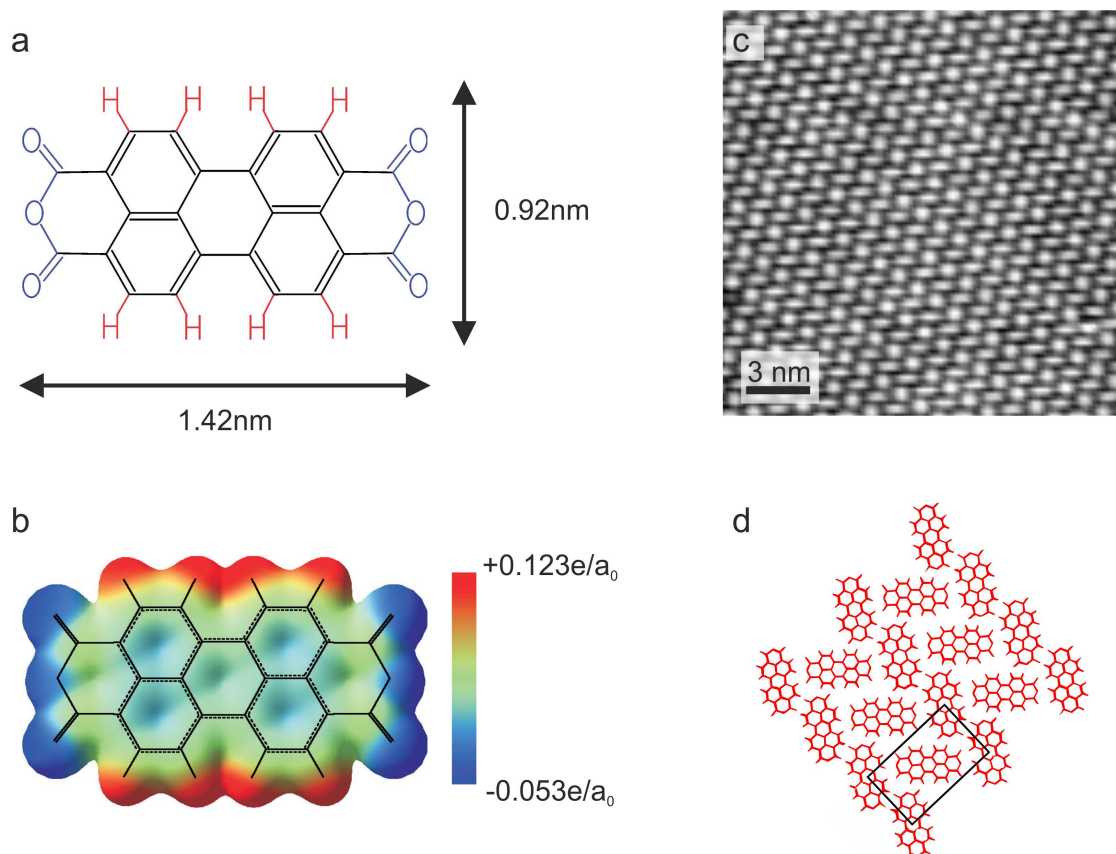 a
H H H H
O O
O O
O O
H H H H
0.92nm
1.42nm
c
3 nm
b
+0.123e/a0
-0.053e/a0
d